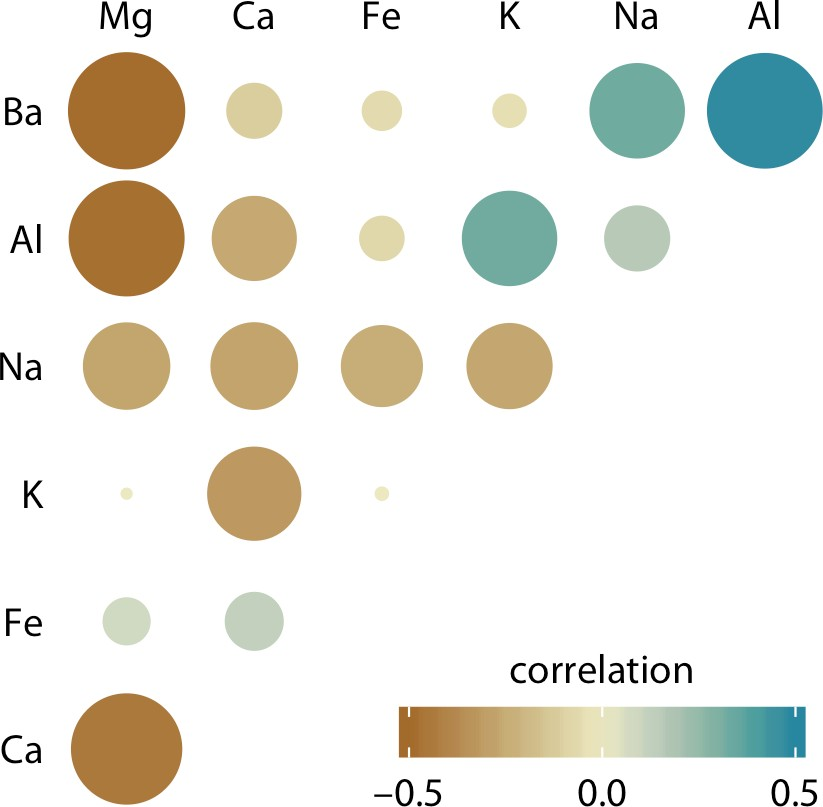 Mg Ca Fe K Na Al
Ba
Al
Na
K
Fe
Ca
correlation
−0.5 0.0 0.5